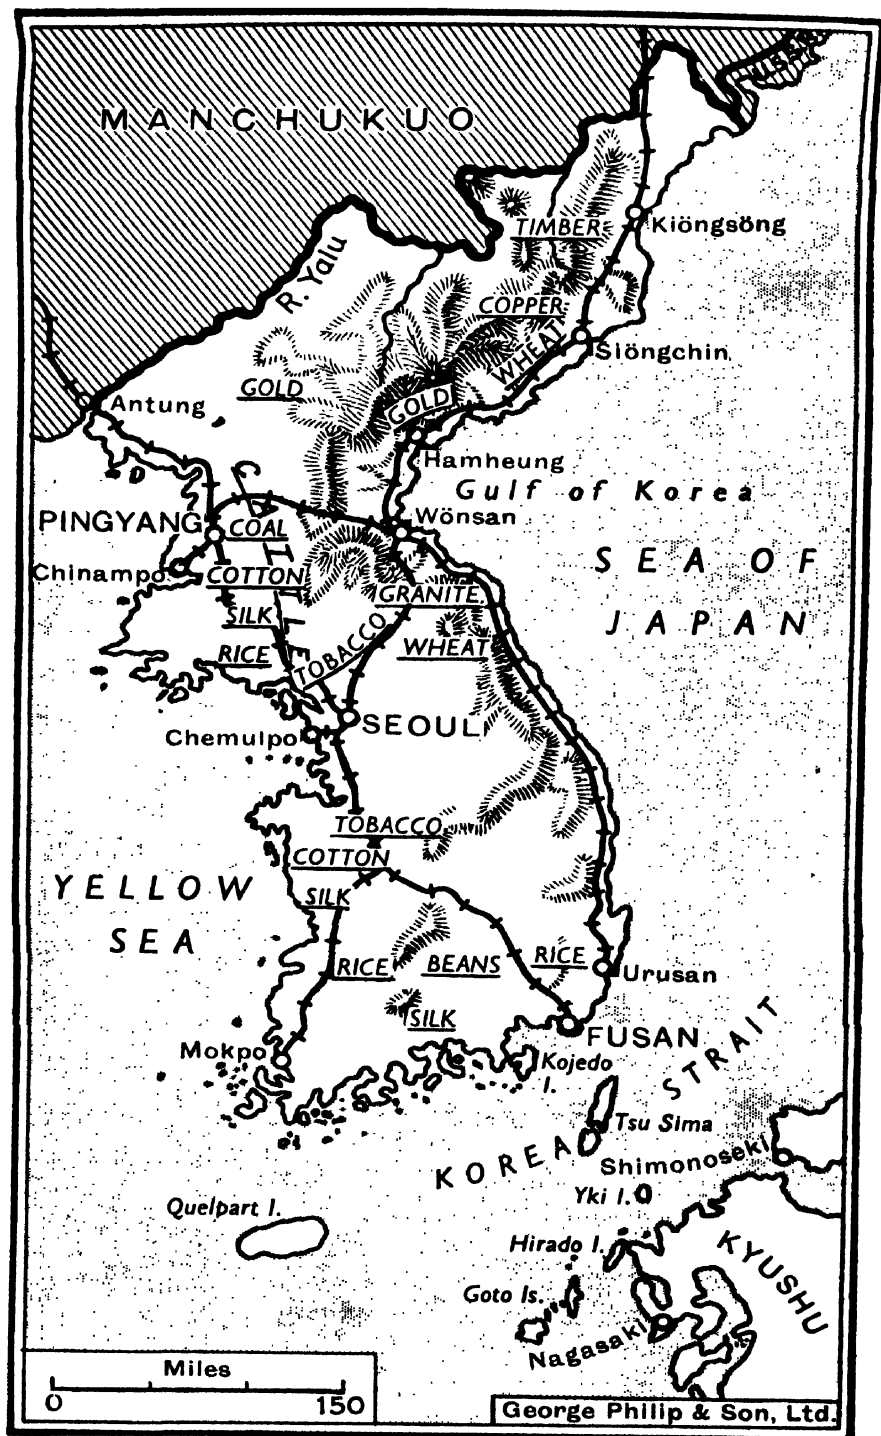 U.S.S.R.
MANCHUKUO
R. Yalu
TIMBER
Kiöngsöng
COPPER
WHEAT
Siöngchin
GOLD
GOLD
Antung
Hamheung
Gulf of Korea
PINGYANG
CATTLE
COAL
Wönsan
SEA OF
JAPAN
Chinampo
COTTON
GRANITE
SILK
TOBACCO
WHEAT
RICE
Chemulpo
SEOUL
TOBACCO
COTTON
SILK
YELLOW
SEA
RICE
BEANS
RICE
Urusan
SILK
FUSAN
Mokpo
Kojedo
I.
KOREA STRAIT
Tsu Sima
Shimonoseki
Yki I.
Quelpart I.
Hirado I.
KYUSHU
Goto Is.
Nagasaki
Miles
0 150
George Philip & Son, Ltd.